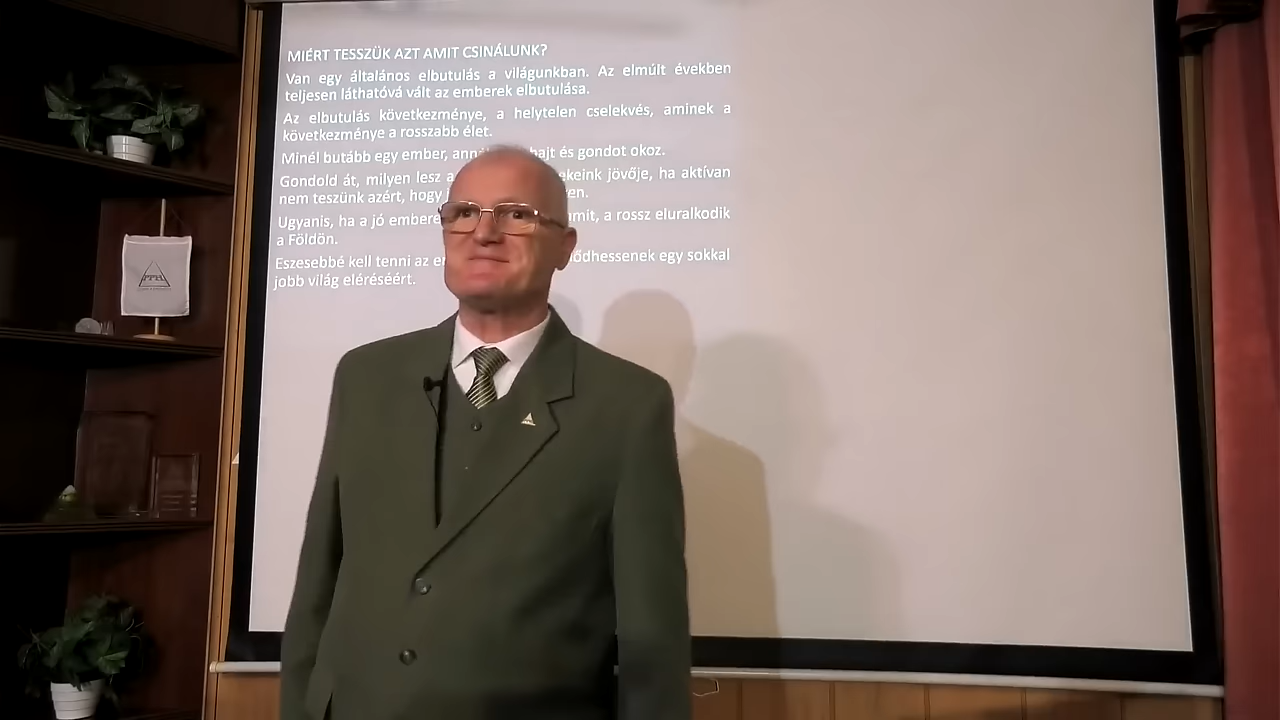 MIÉRT TESSZÜK AZT AMIT CSINÁLUNK?
Van egy általános elbutulás a világunkban. Az elmúlt években
teljesen láthatóvá vált az emberek elbutulása.
Az elbutulás következménye, a helytelen cselekvés, aminek a
következménye a rosszabb élet.
Minél butább egy ember, bajt és gondot okoz.
Gondold át, milyen lesz a jövője, ha aktívan
nem teszünk azért, hogy
Ugyanis, ha a jó a rossz eluralkodik
a Földön.
Eszesebbé kell tenni az egy sokkal
jobb világ eléréséért.